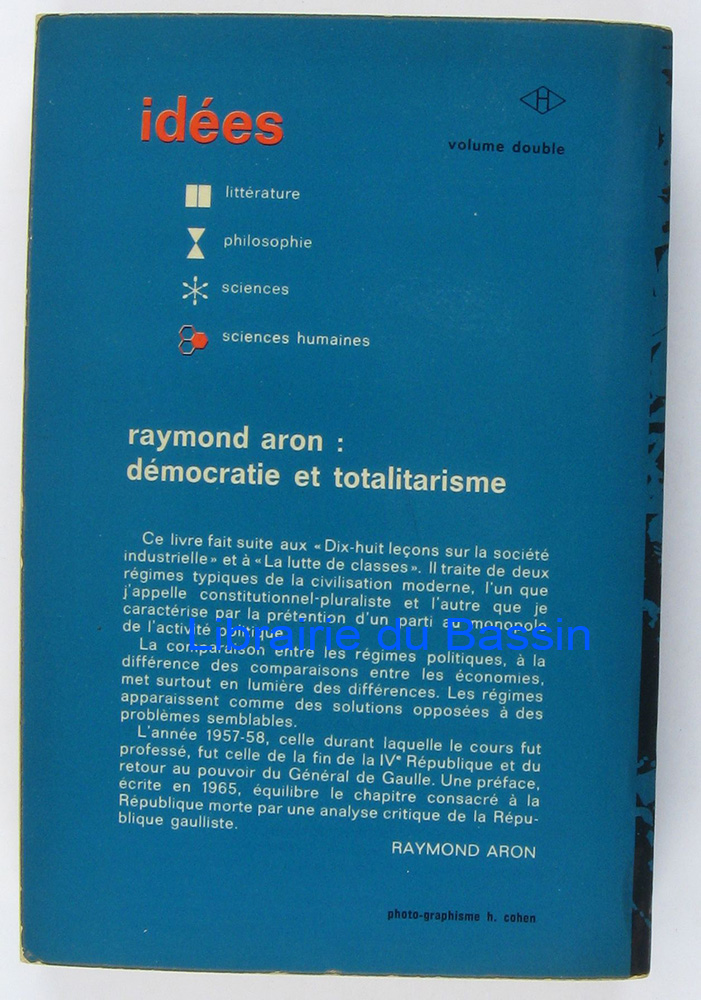 idées
H
volume double
littérature
philosophie
sciences
sciences humaines
raymond aron :
démocratie et totalitarisme
Ce livre fait suite aux « Dix-huit leçons sur la société
industrielle » et à « La lutte de classes ». Il traite de deux
régimes typiques de la civilisation moderne, l'un que
j'appelle constitutionnel-pluraliste et l'autre que je
caractérise par la prétention d'un parti au monopole
de l'activité politique.
Librairie du Bassin
La comparaison entre les régimes politiques, à la
différence des comparaisons entre les économies,
met surtout en lumière des différences. Les régimes
apparaissent comme des solutions opposées à des
problèmes semblables.
L'année 1957-58, celle durant laquelle le cours fut
professé, fut celle de la fin de la IVe République et du
retour au pouvoir du Général de Gaulle. Une préface,
écrite en 1965, équilibre le chapitre consacré à la
République morte par une analyse critique de la Répu-
blique gaulliste.
RAYMOND ARON
photo-graphisme h. cohen